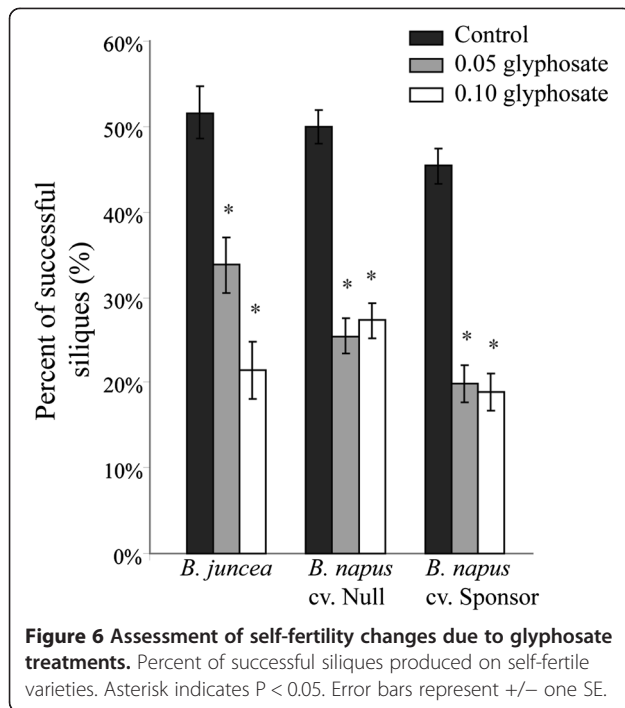 60%
50%
40%
30%
20%
10%
0%
Percent of successful
siliques (%)
Control
0.05 glyphosate
0.10 glyphosate
*
*
*
*
*
*
B. juncea
B. napus
cv. Null
B. napus
cv. Sponsor
Figure 6 Assessment of self-fertility changes due to glyphosate
treatments. Percent of successful siliques produced on self-fertile
varieties. Asterisk indicates P < 0.05. Error bars represent +/− one SE.